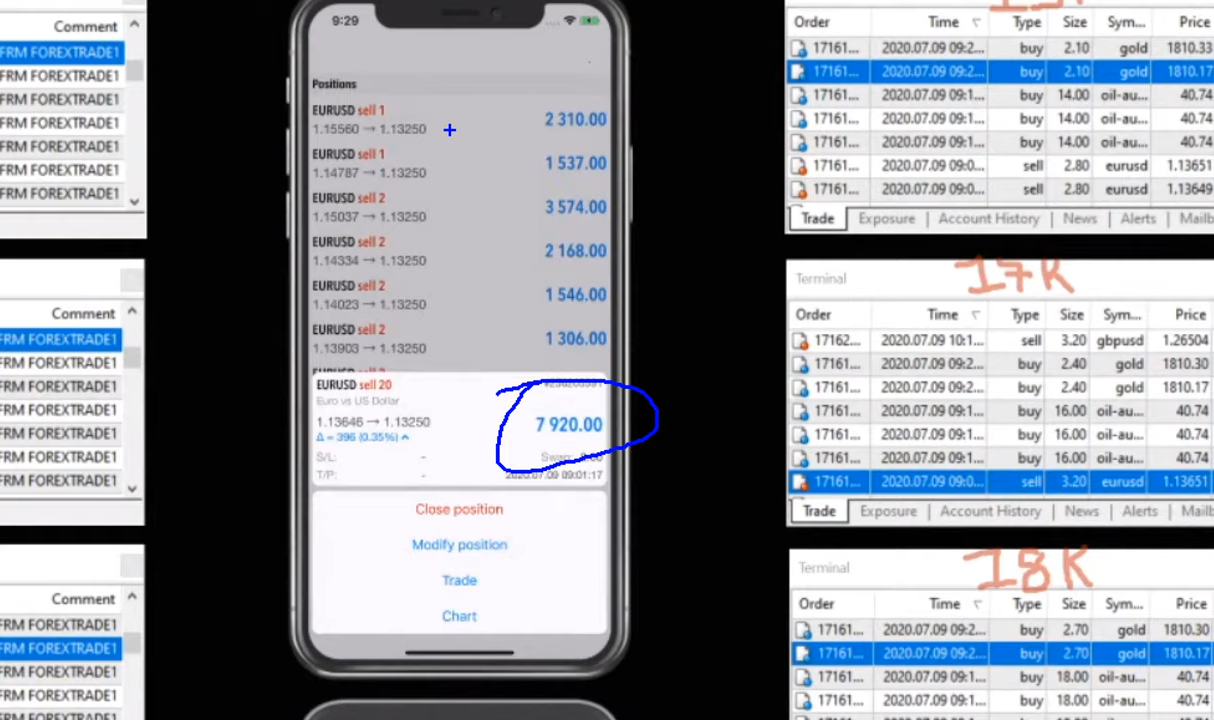 Comment
FRM FOREXTRADE1
FRM FOREXTRADE1
FRM FOREXTRADE1
FRM FOREXTRADE1
FRM FOREXTRADE1
FRM FOREXTRADE1
FRM FOREXTRADE1
Comment
FRM FOREXTRADE1
FRM FOREXTRADE1
FRM FOREXTRADE1
FRM FOREXTRADE1
FRM FOREXTRADE1
FRM FOREXTRADE1
FRM FOREXTRADE1
Comment
FRM FOREXTRADE1
FRM FOREXTRADE1
FRM FOREXTRADE1
FRM FOREXTRADE1
9:29
Positions
EURUSD sell 1
1.15560 → 1.13250 2 310.00
EURUSD sell 1
1.14787 → 1.13250 1 537.00
EURUSD sell 2
1.15037 → 1.13250 3 574.00
EURUSD sell 2
1.14334 → 1.13250 2 168.00
EURUSD sell 2
1.14023 → 1.13250 1 546.00
EURUSD sell 2
1.13903 → 1.13250 1 306.00
EURUSD sell 20
Euro vs US Dollar
1.13646 → 1.13250 7 920.00
Δ = 396 (0.35%)
S/L: - Swap:
T/P: - 2020.07.09 09:01:17
Close position
Modify position
Trade
Chart
Order Time Type Size Sym... Price
17161... 2020.07.09 09:2... buy 2.10 gold 1810.33
17161... 2020.07.09 09:2... buy 2.10 gold 1810.17
17161... 2020.07.09 09:1... buy 14.00 oil-au... 40.74
17161... 2020.07.09 09:1... buy 14.00 oil-au... 40.74
17161... 2020.07.09 09:1... buy 14.00 oil-au... 40.74
17161... 2020.07.09 09:0... sell 2.80 eurusd 1.13651
17161... 2020.07.09 09:0... sell 2.80 eurusd 1.13649
Trade Exposure Account History News Alerts Mailb
Terminal 17K
Order Time Type Size Sym... Price
17162... 2020.07.09 10:1... sell 3.20 gbpusd 1.26504
17161... 2020.07.09 09:2... buy 2.40 gold 1810.30
17161... 2020.07.09 09:2... buy 2.40 gold 1810.17
17161... 2020.07.09 09:1... buy 16.00 oil-au... 40.74
17161... 2020.07.09 09:1... buy 16.00 oil-au... 40.74
17161... 2020.07.09 09:1... buy 16.00 oil-au... 40.74
17161... 2020.07.09 09:0... sell 3.20 eurusd 1.13651
Trade Exposure Account History News Alerts Mailb
Terminal 18K
Order Time Type Size Sym... Price
17161... 2020.07.09 09:2... buy 2.70 gold 1810.30
17161... 2020.07.09 09:2... buy 2.70 gold 1810.17
17161... 2020.07.09 09:1... buy 18.00 oil-au... 40.74
17161... 2020.07.09 09:1... buy 18.00 oil-au... 40.74